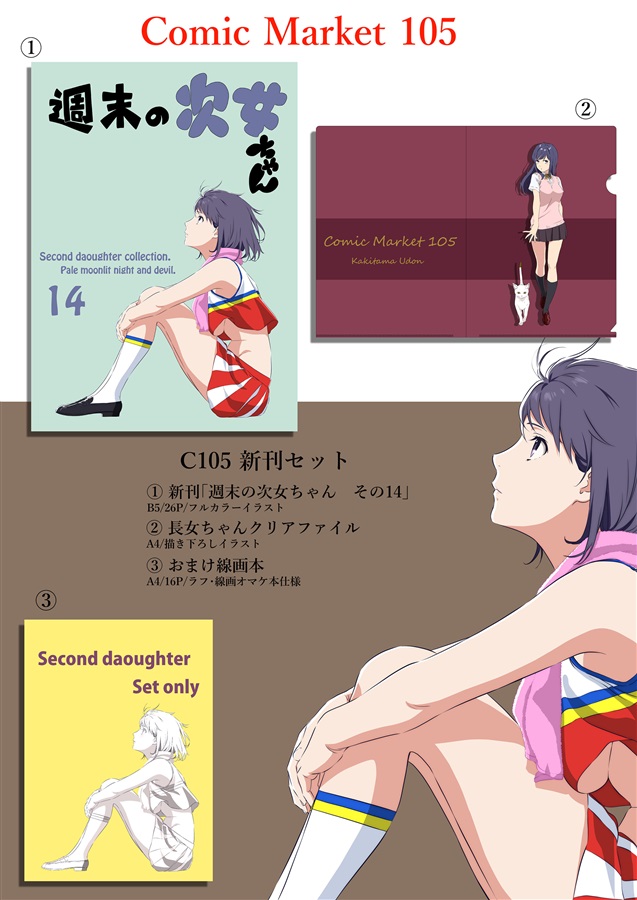 Comic Market 105
①
週末の次女ちゃん
Second daoughter collection.
Pale moonlit night and devil.
14
②
Comic Market 105
Kakitama Udon
C105 新刊セット
① 新刊「週末の次女ちゃん　その14」
B5/26P/フルカラーイラスト
② 長女ちゃんクリアファイル
A4/描き下ろしイラスト
③ おまけ線画本
A4/16P/ラフ・線画オマケ本仕様
③
Second daoughter
Set only